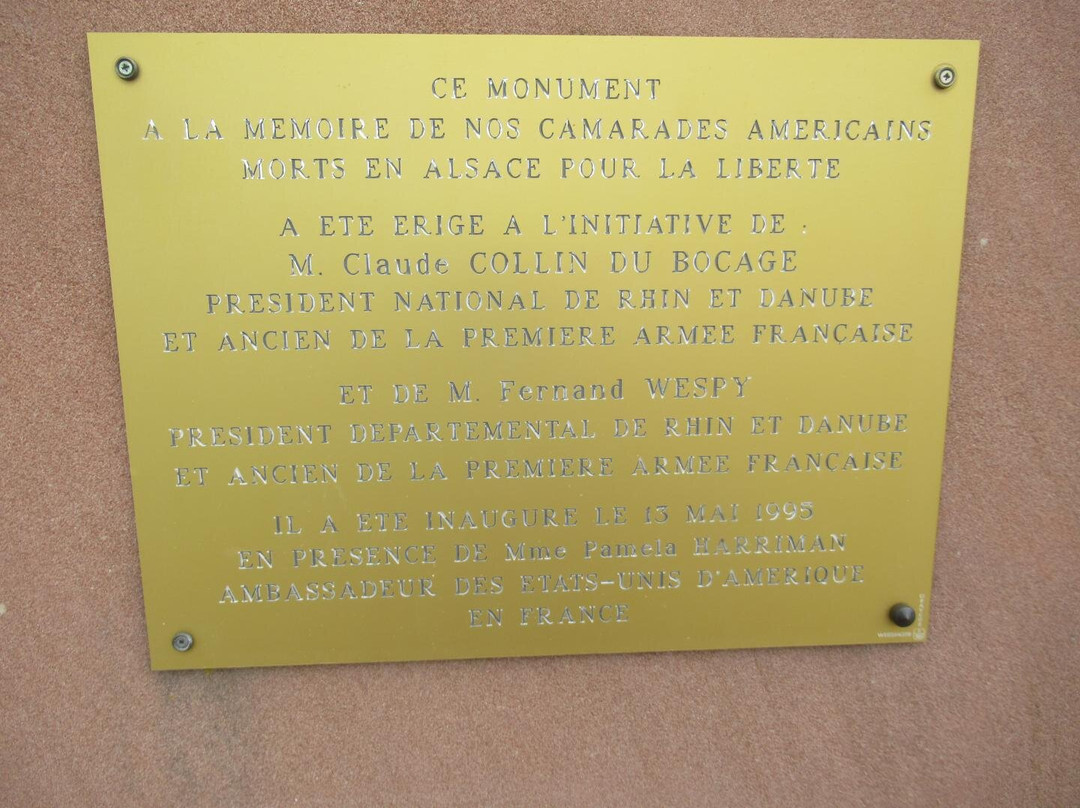 CE MONUMENT
A LA MEMOIRE DE NOS CAMARADES AMERICAINS
MORTS EN ALSACE POUR LA LIBERTE
A ETE ERIGE A L'INITIATIVE DE :
M. Claude COLLIN DU BOCAGE
PRESIDENT NATIONAL DE RHIN ET DANUBE
ET ANCIEN DE LA PREMIERE ARMEE FRANÇAISE
ET DE M. Fernand WESPY
PRESIDENT DEPARTEMENTAL DE RHIN ET DANUBE
ET ANCIEN DE LA PREMIERE ARMEE FRANÇAISE
IL A ETE INAUGURE LE 13 MAI 1995
EN PRESENCE DE Mme Pamela HARRIMAN
AMBASSADEUR DES ETATS-UNIS D'AMERIQUE
EN FRANCE